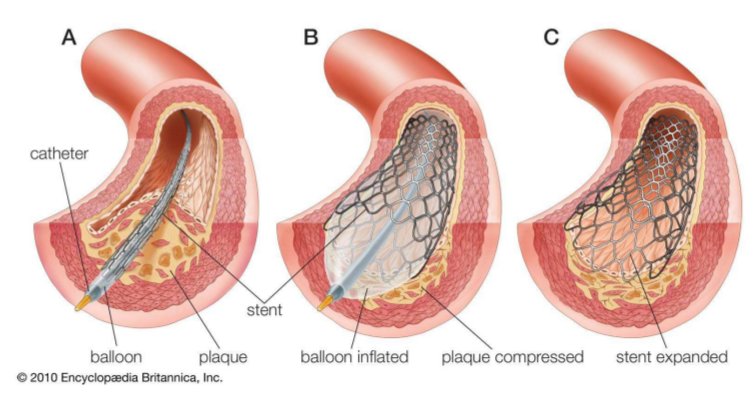 A
B
C
catheter
stent
balloon
plaque
balloon inflated
plaque compressed
stent expanded
© 2010 Encyclopædia Britannica, Inc.